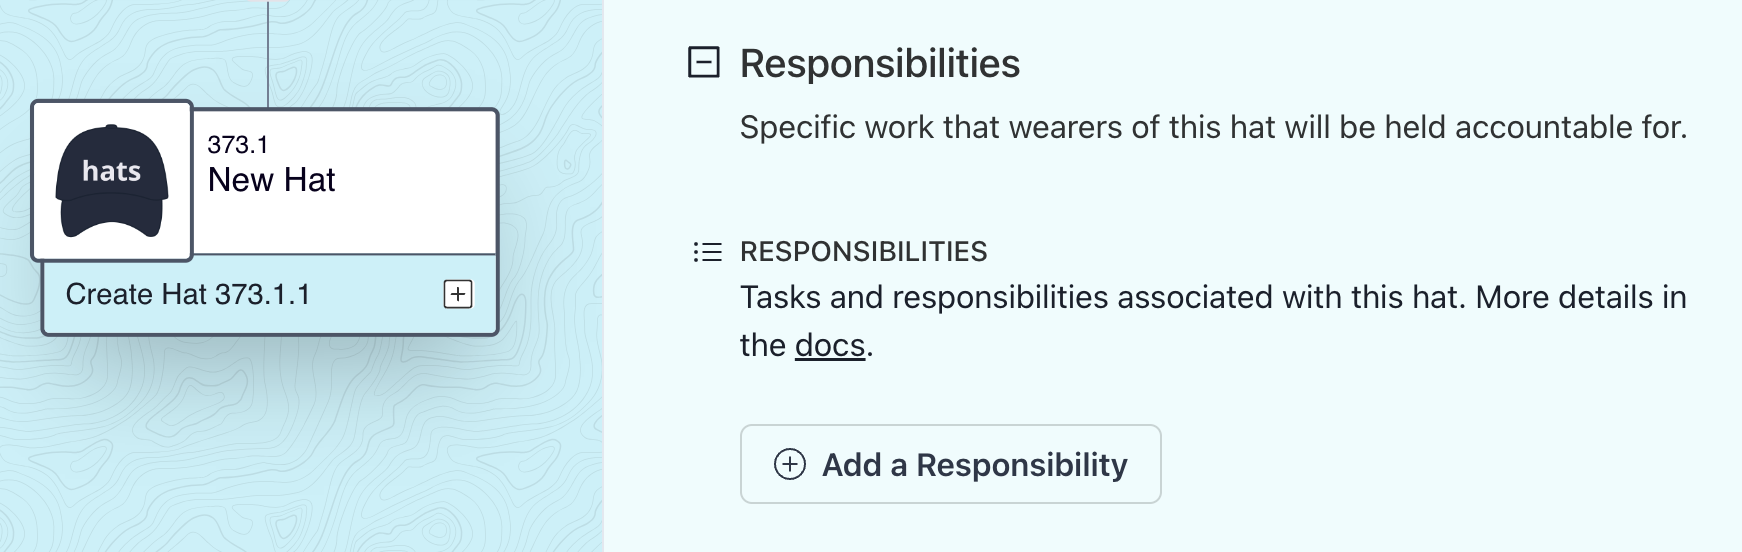 hats
373.1
New Hat
Create Hat 373.1.1
Responsibilities
Specific work that wearers of this hat will be held accountable for.
RESPONSIBILITIES
Tasks and responsibilities associated with this hat. More details in
the docs.
Add a Responsibility